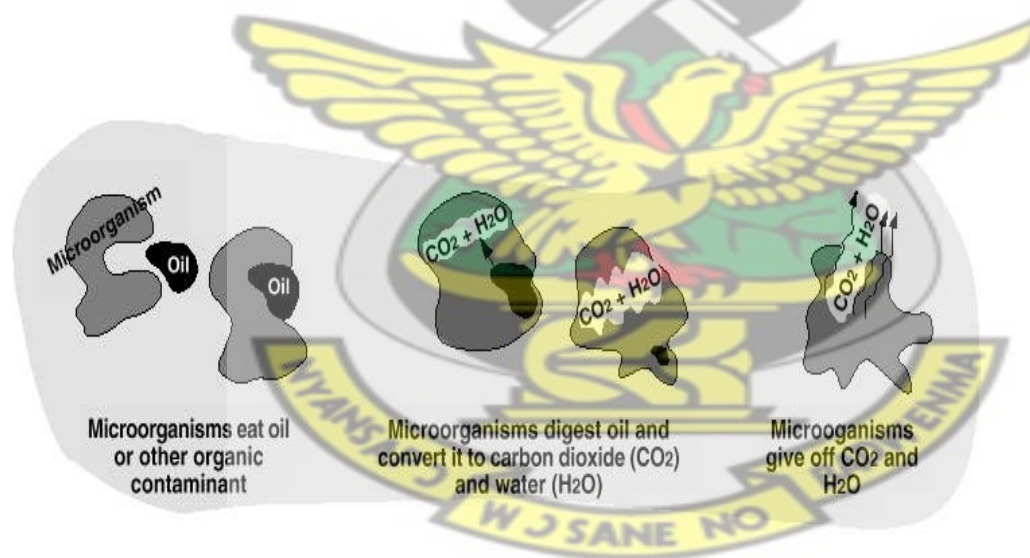 Microorganism
Oil
Oil
CO2 + H2O
CO2 + H2O
CO2 + H2O
Microorganisms eat oil
or other organic
contaminant
Microorganisms digest oil and
convert it to carbon dioxide (CO2)
and water (H2O)
Microoganisms
give off CO2 and
H2O
W Ɔ SANE NO